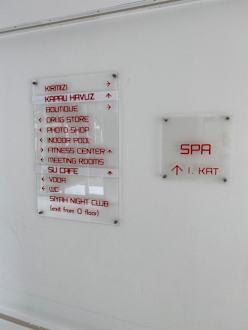 KIRMIZI ↗
KAPALI HAVUZ ↑
BOUTIQUE →
← DRUG STORE
← PHOTO SHOP
← INDOOR POOL
← FITNESS CENTER ↑
← MEETING ROOMS
SU CAFE ↑
← VODA
← WC
SIYAH NIGHT CLUB
(exit from 0 floor)
SPA
↑ 1. KAT